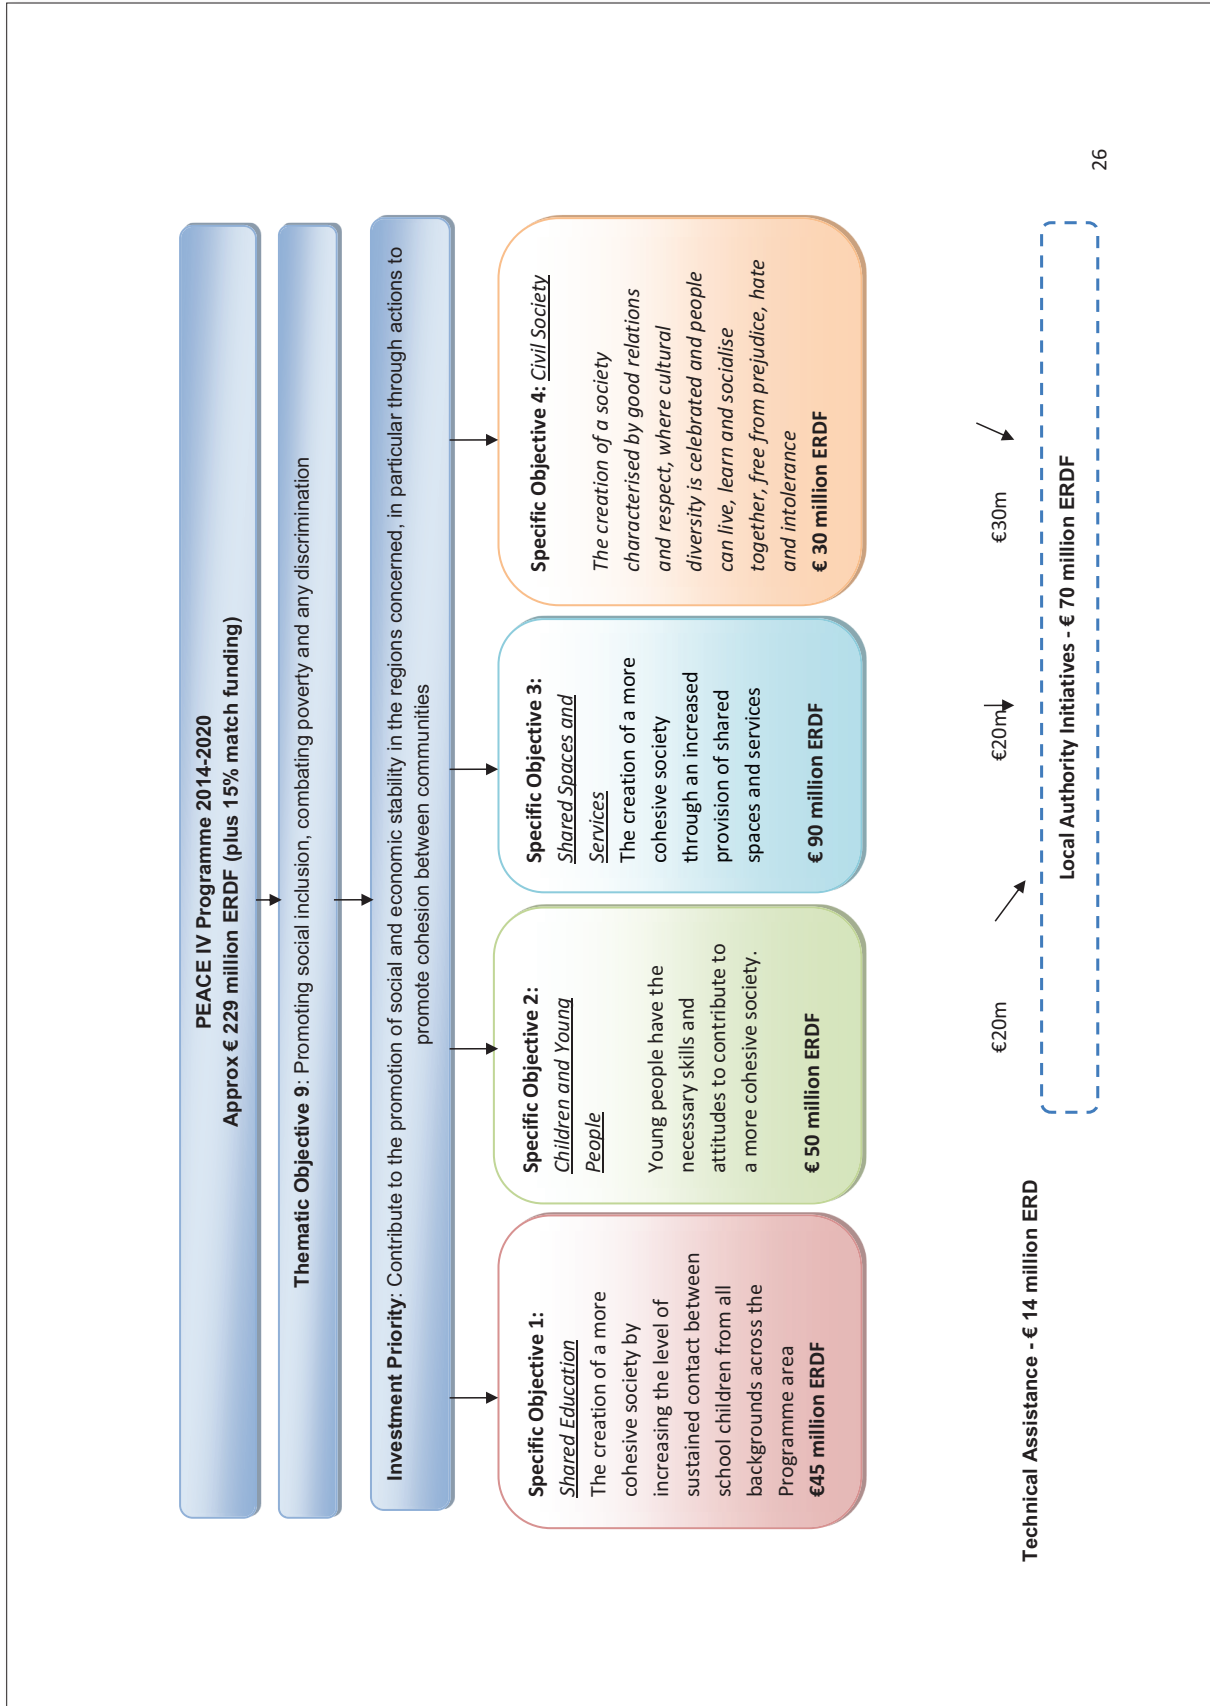 PEACE IV Programme 2014-2020
Approx € 229 million ERDF (plus 15% match funding)
Thematic Objective 9: Promoting social inclusion, combating poverty and any discrimination
Investment Priority: Contribute to the promotion of social and economic stability in the regions concerned, in particular through actions to
promote cohesion between communities
Specific Objective 1:
Shared Education
The creation of a more
cohesive society by
increasing the level of
sustained contact between
school children from all
backgrounds across the
Programme area
€45 million ERDF
Specific Objective 2:
Children and Young
People
Young people have the
necessary skills and
attitudes to contribute to
a more cohesive society.
€ 50 million ERDF
Specific Objective 3:
Shared Spaces and
Services
The creation of a more
cohesive society
through an increased
provision of shared
spaces and services
€ 90 million ERDF
Specific Objective 4: Civil Society
The creation of a society
characterised by good relations
and respect, where cultural
diversity is celebrated and people
can live, learn and socialise
together, free from prejudice, hate
and intolerance
€ 30 million ERDF
€20m
€20m
€30m
Technical Assistance - € 14 million ERD
Local Authority Initiatives - € 70 million ERDF
26